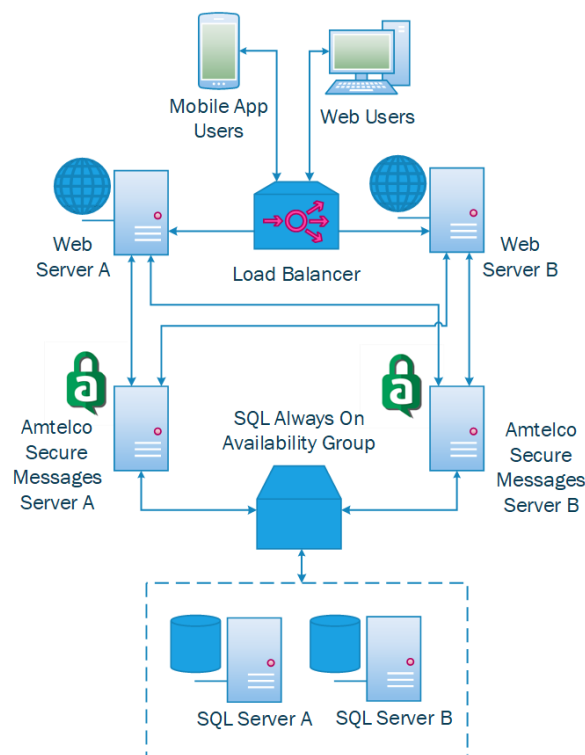 Mobile App
Users
Web Users
Web
Server A
Load Balancer
Web
Server B
a
a
Amtelco
Secure
Messages
Server A
SQL Always On
Availability Group
Amtelco
Secure
Messages
Server B
SQL Server A
SQL Server B